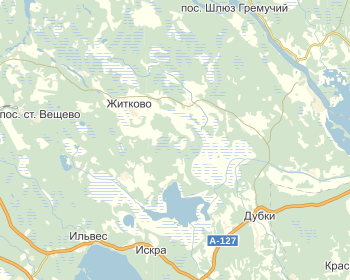 пос. Шлюз Гремучий
Житково
пос. ст. Вещево
Дубки
Ильвес
А-127
Искра
Крас